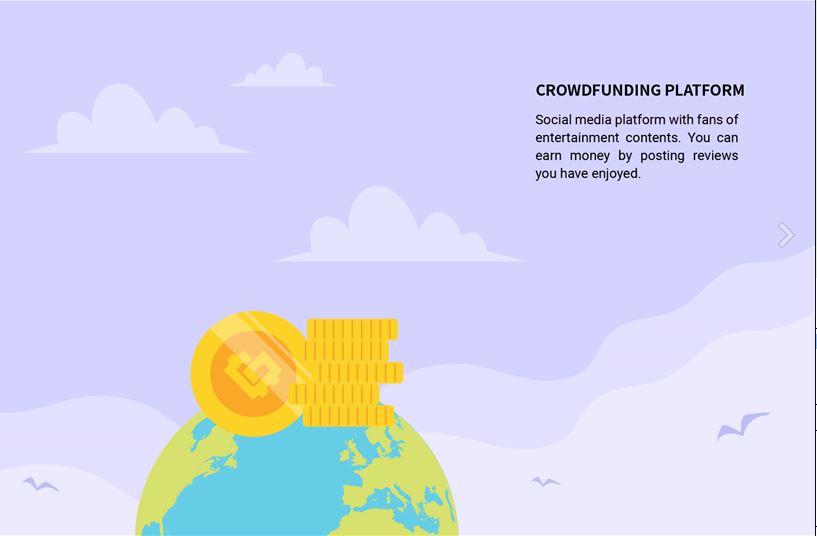 CROWDFUNDING PLATFORM
Social media platform with fans of
entertainment contents. You can
earn money by posting reviews
you have enjoyed.